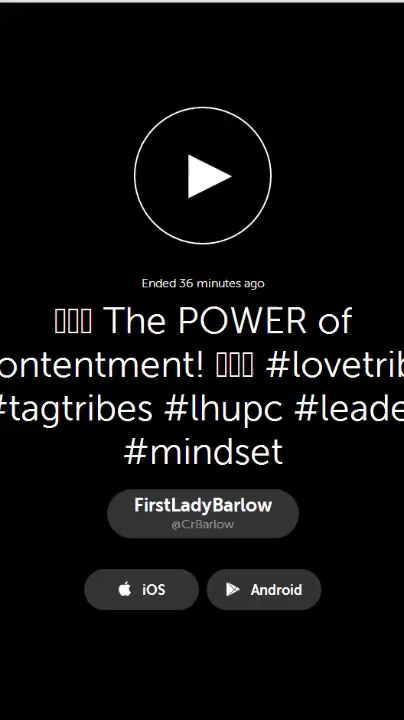 Ended 36 minutes ago
The POWER of
ontentment! #lovetrib
#tagtribes #lhupc #leade
#mindset
FirstLadyBarlow
@CrBarlow
iOS
Android